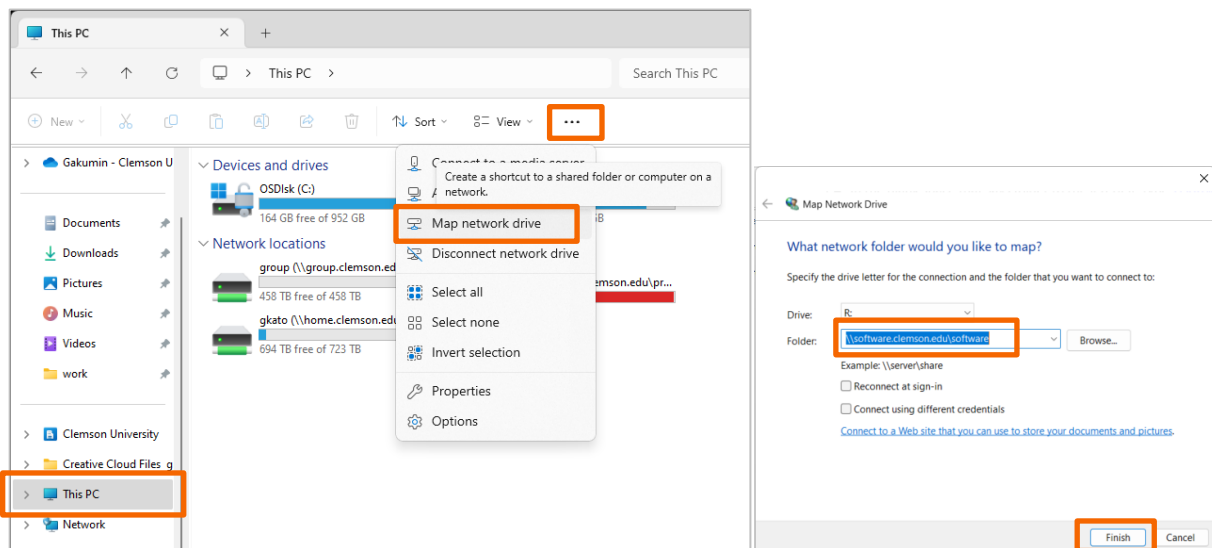 This PC
This PC
Search This PC
New
Sort
View
...
Gakumin - Clemson U
Documents
Downloads
Pictures
Music
Videos
work
Clemson University
Creative Cloud Files g
This PC
Network
Devices and drives
OSDIsk (C:)
164 GB free of 952 GB
Network locations
group (\\group.clemson.ed
458 TB free of 458 TB
gkato (\\home.clemson.edu
694 TB free of 723 TB
emson.edu\pr...
Create a shortcut to a shared folder or computer on a
network.
Map network drive
Disconnect network drive
Select all
Select none
Invert selection
Properties
Options
Map Network Drive
What network folder would you like to map?
Specify the drive letter for the connection and the folder that you want to connect to:
Drive: R:
Folder: \\software.clemson.edu\software Browse...
Example: \\server\share
Reconnect at sign-in
Connect using different credentials
Connect to a Web site that you can use to store your documents and pictures.
Finish Cancel